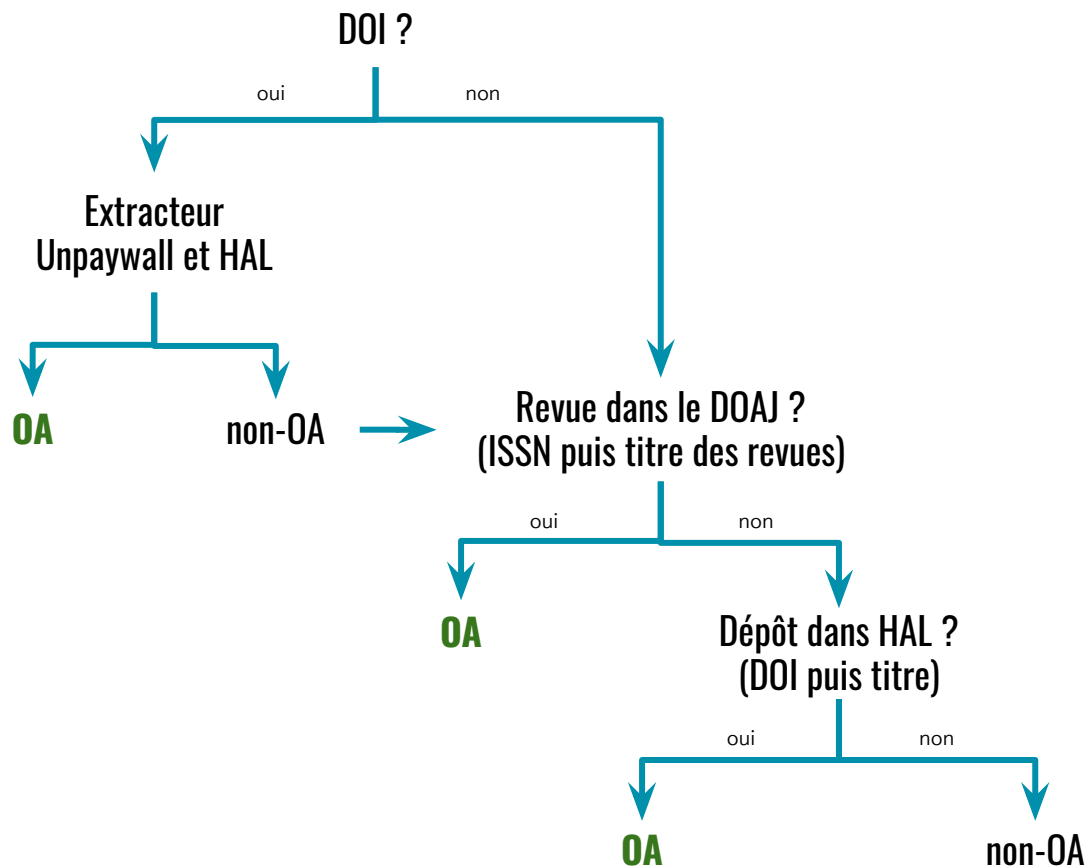 DOI ?
oui
non
Extracteur
Unpaywall et HAL
OA
non-OA
Revue dans le DOAJ ?
(ISSN puis titre des revues)
oui
non
OA
Dépôt dans HAL ?
(DOI puis titre)
oui
non
OA
non-OA